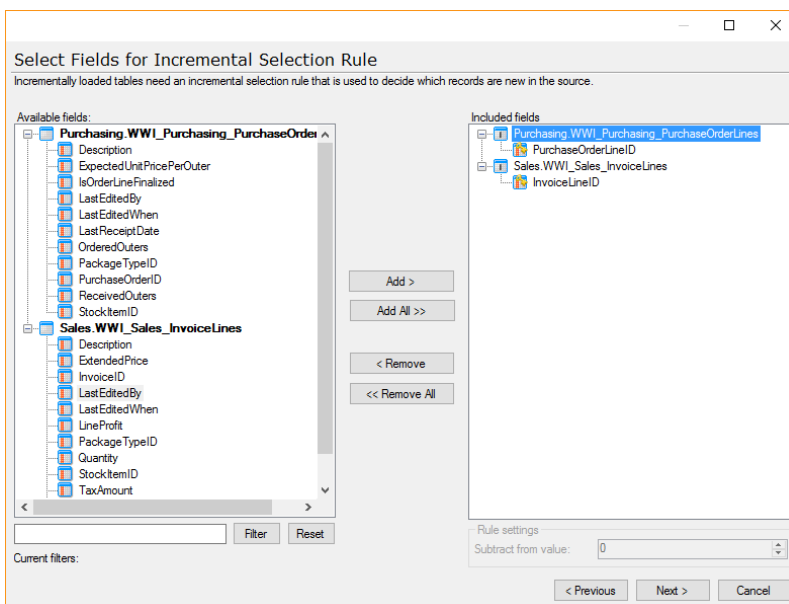 Select Fields for Incremental Selection Rule
Incrementally loaded tables need an incremental selection rule that is used to decide which records are new in the source.
Available fields:
Purchasing.WWI_Purchasing_PurchaseOrder
Description
ExpectedUnitPricePerOuter
IsOrderLineFinalized
LastEditedBy
LastEditedWhen
LastReceiptDate
OrderedOuters
PackageTypeID
PurchaseOrderID
ReceivedOuters
StockItemID
Sales.WWI_Sales_InvoiceLines
Description
ExtendedPrice
InvoiceID
LastEditedBy
LastEditedWhen
LineProfit
PackageTypeID
Quantity
StockItemID
TaxAmount
Filter
Reset
Current filters:
Add >
Add All >>
< Remove
<< Remove All
Included fields
Purchasing.WWI_Purchasing_PurchaseOrderLines
PurchaseOrderLineID
Sales.WWI_Sales_InvoiceLines
InvoiceLineID
Rule settings
Subtract from value: 0
< Previous
Next >
Cancel